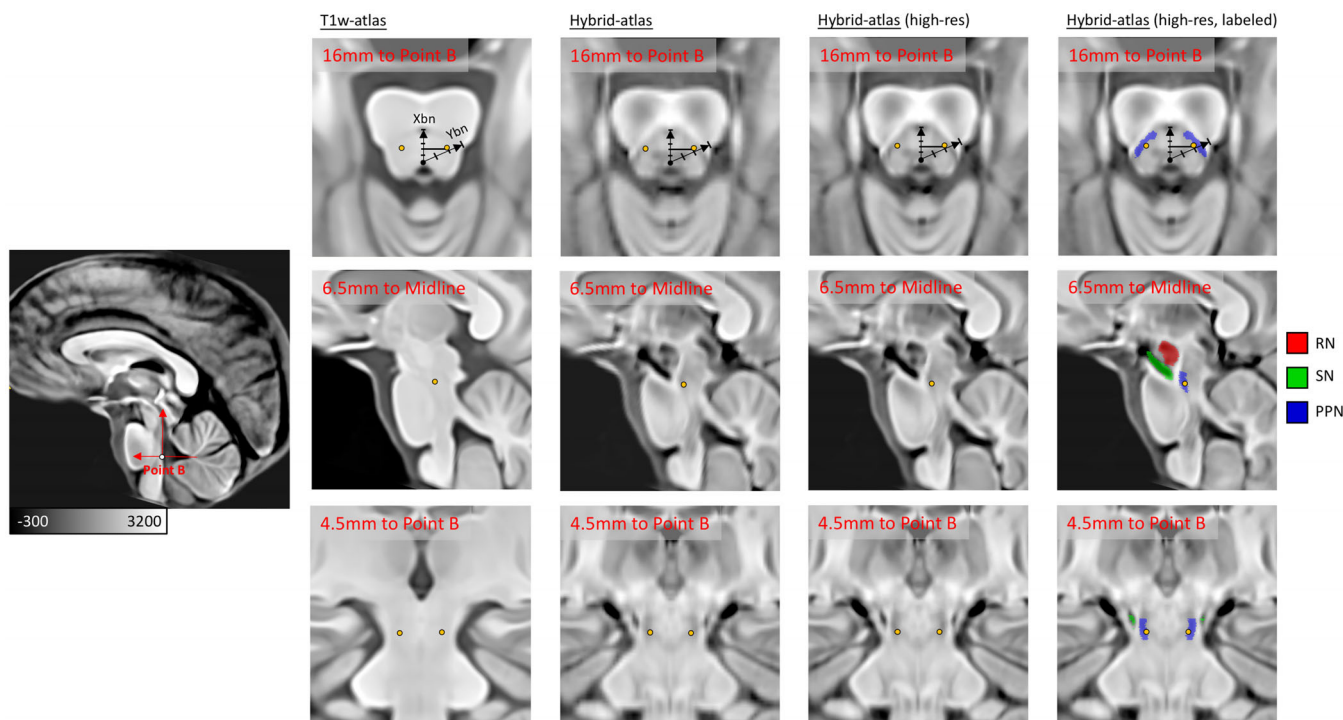 T1w-atlas
Hybrid-atlas
Hybrid-atlas (high-res)
Hybrid-atlas (high-res, labeled)
16mm to Point B
Xbn
Ybn
16mm to Point B
16mm to Point B
16mm to Point B
Point B
-300 3200
6.5mm to Midline
6.5mm to Midline
6.5mm to Midline
6.5mm to Midline
RN
SN
PPN
4.5mm to Point B
4.5mm to Point B
4.5mm to Point B
4.5mm to Point B